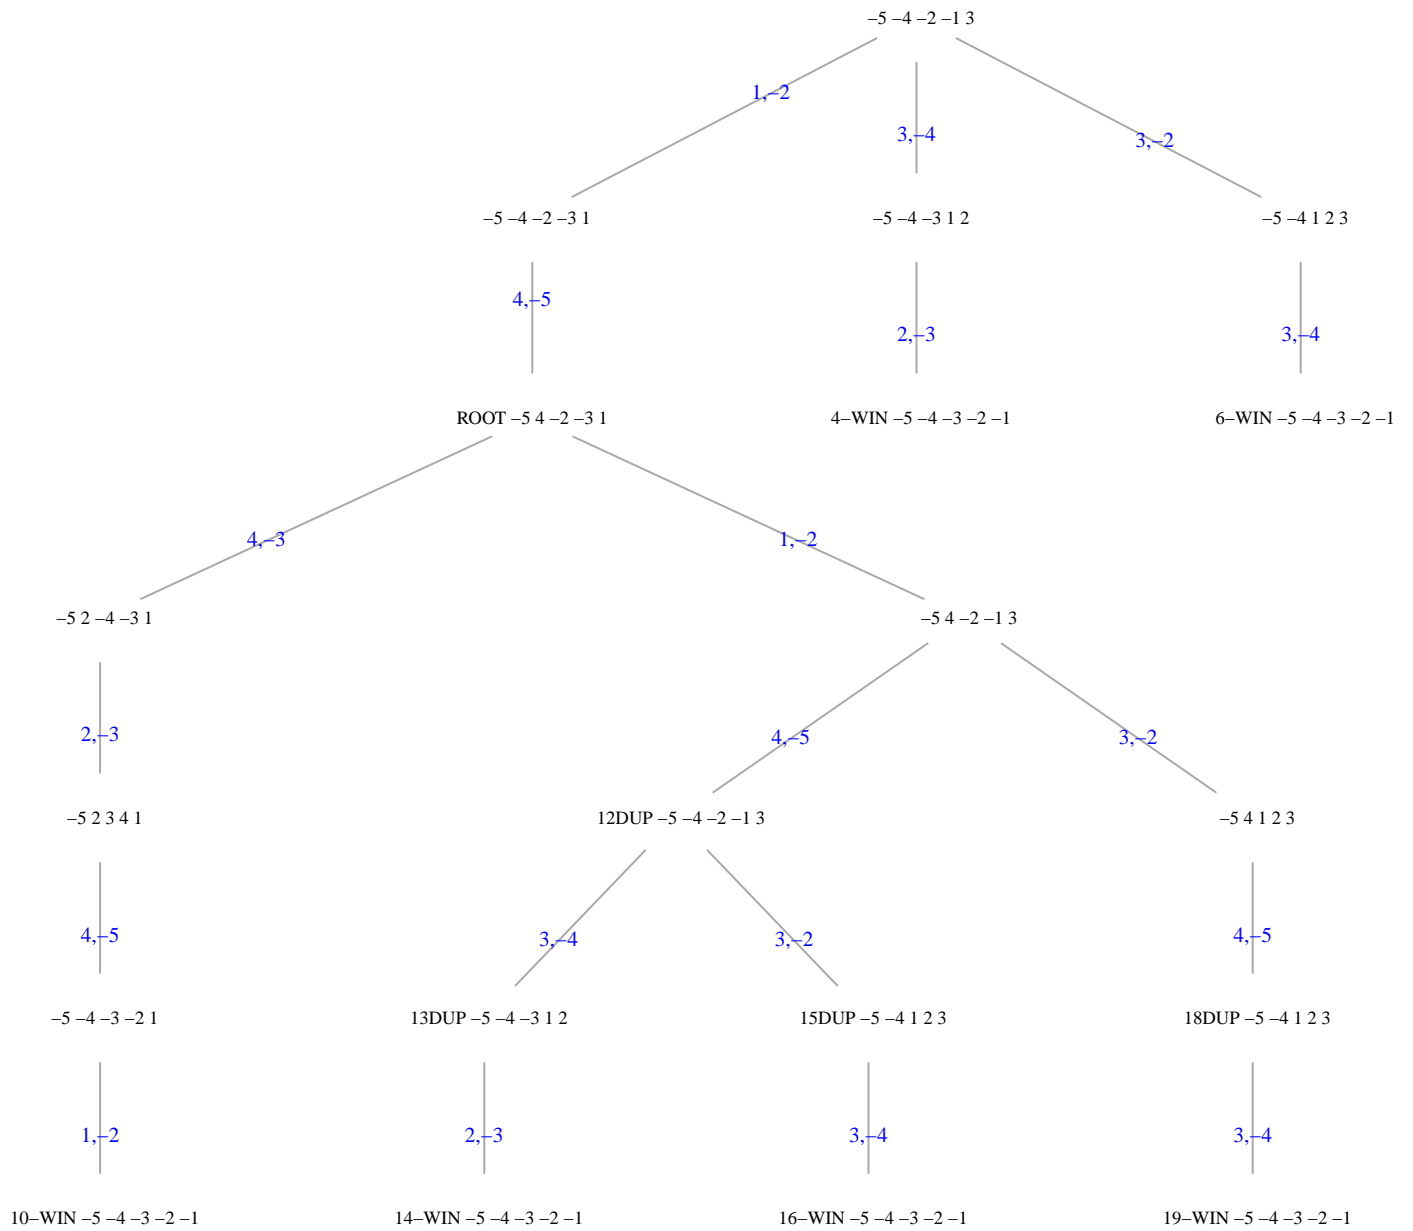 –5 –4 –2 –1 3
1,–2
3,–4
3,–2
–5 –4 –2 –3 1
–5 –4 –3 1 2
–5 –4 1 2 3
4,–5
2,–3
3,–4
ROOT –5 4 –2 –3 1
4–WIN –5 –4 –3 –2 –1
6–WIN –5 –4 –3 –2 –1
4,–3
1,–2
–5 2 –4 –3 1
–5 4 –2 –1 3
2,–3
4,–5
3,–2
–5 2 3 4 1
12DUP –5 –4 –2 –1 3
–5 4 1 2 3
4,–5
3,–4
3,–2
4,–5
–5 –4 –3 –2 1
13DUP –5 –4 –3 1 2
15DUP –5 –4 1 2 3
18DUP –5 –4 1 2 3
1,–2
2,–3
3,–4
3,–4
10–WIN –5 –4 –3 –2 –1
14–WIN –5 –4 –3 –2 –1
16–WIN –5 –4 –3 –2 –1
19–WIN –5 –4 –3 –2 –1